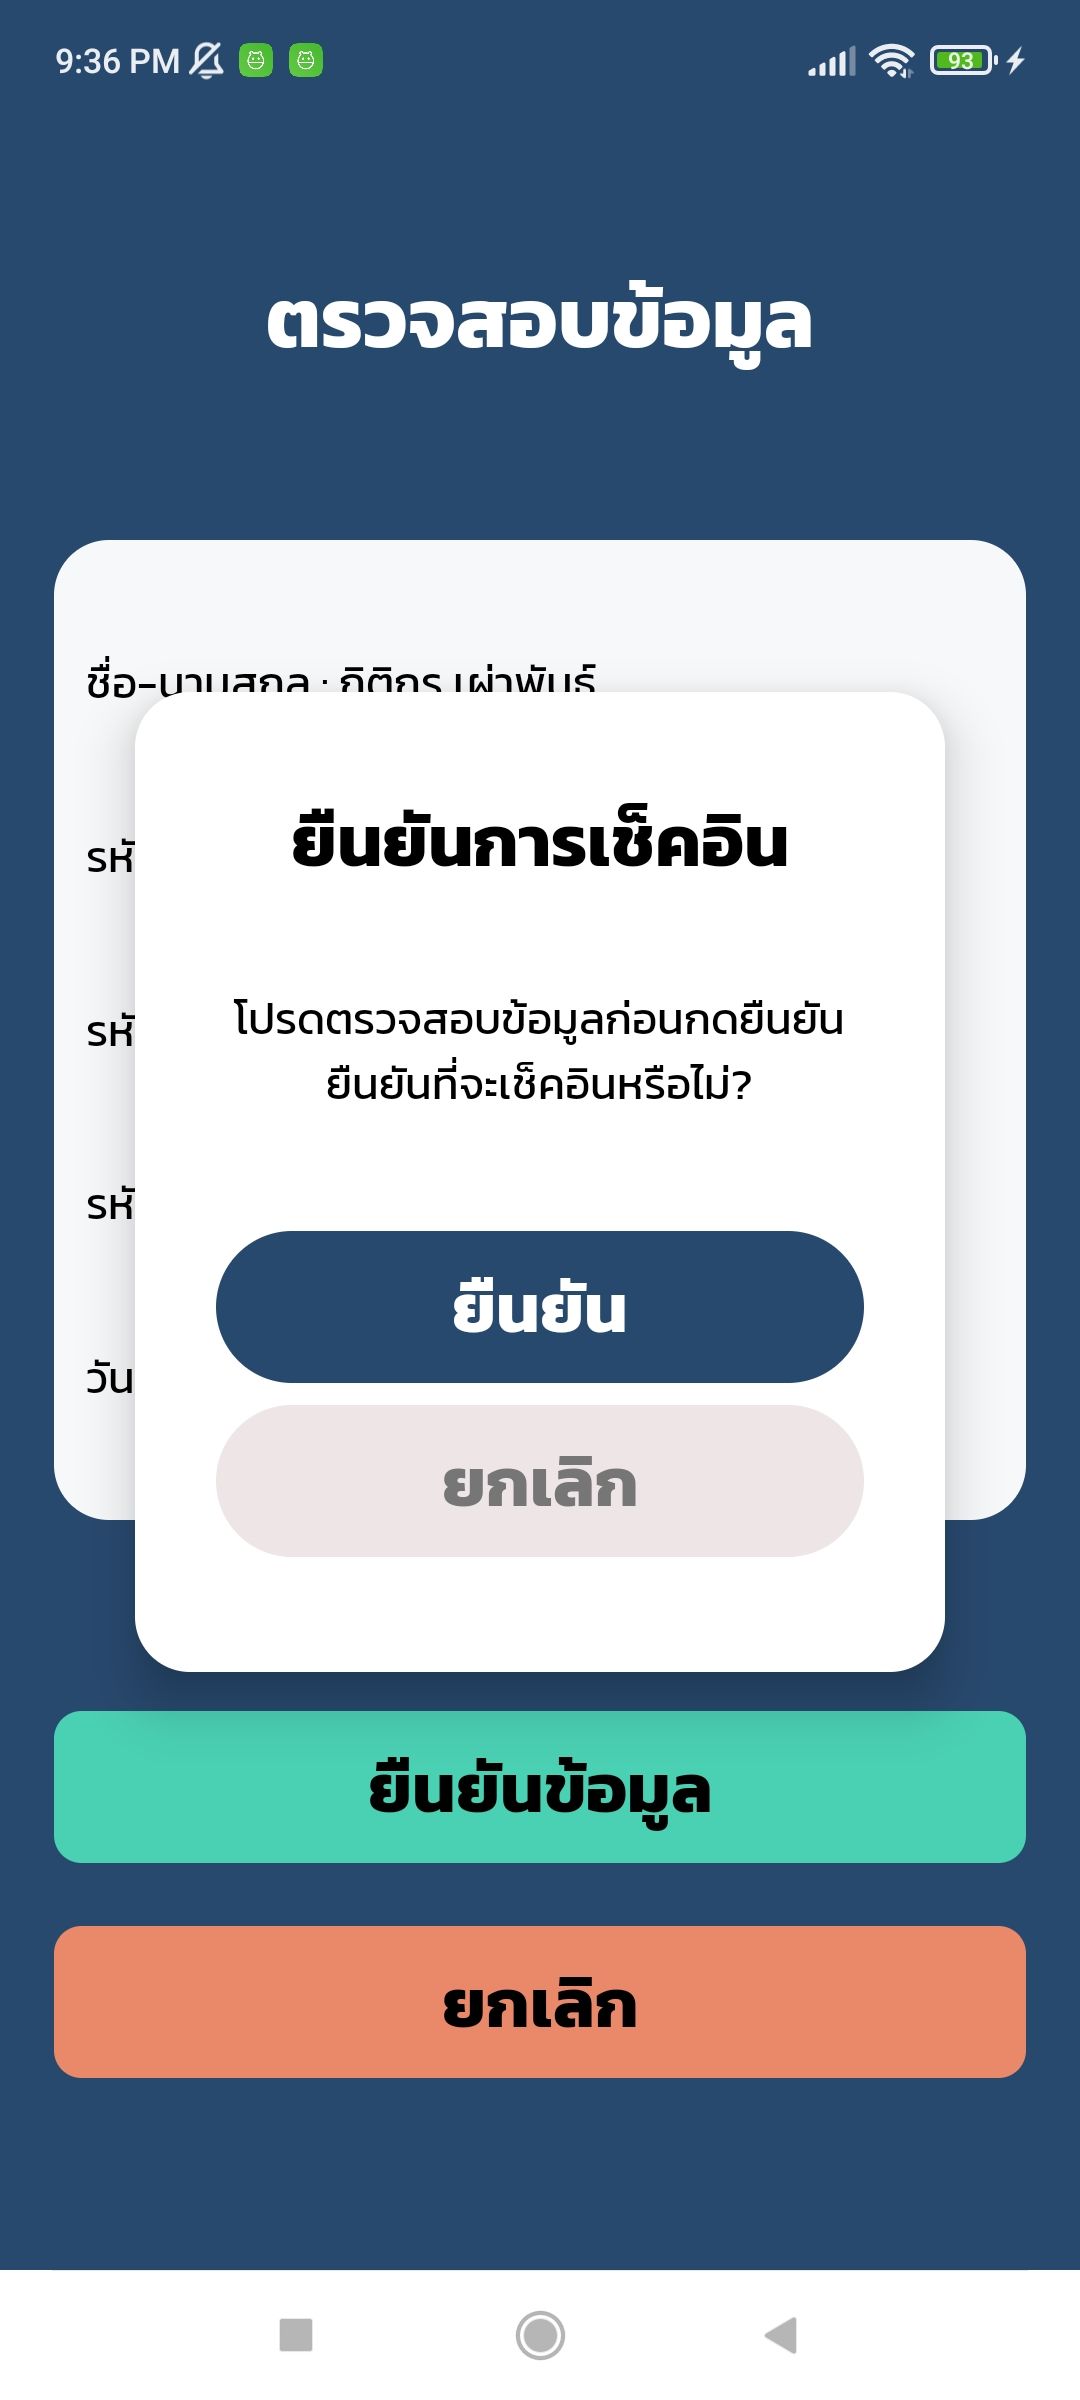 9:36 PM
93
ตรวจสอบข้อมูล
ชื่อ-นามสกุล : กิติกร เผ่าพันธุ์
รหั
ยืนยันการเช็คอิน
รหั
โปรดตรวจสอบข้อมูลก่อนกดยืนยัน
ยืนยันที่จะเช็คอินหรือไม่?
รหั
ยืนยัน
วัน
ยกเลิก
ยืนยันข้อมูล
ยกเลิก